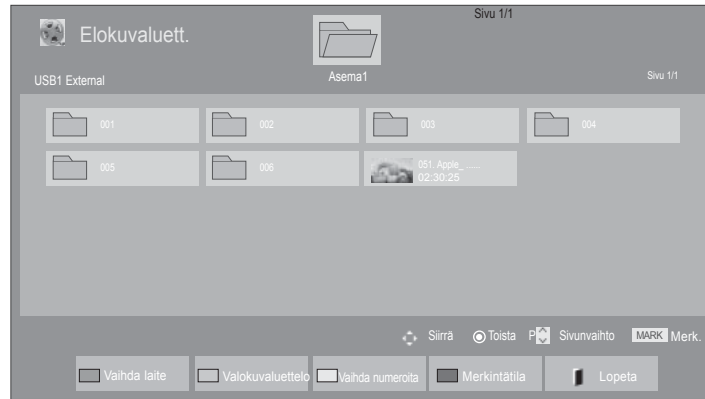 Sivu 1/1
Elokuvaluett.
USB1 External
Asema1
Sivu 1/1
001
002
003
004
005
006
051. Apple_ ......
02:30:25
Siirrä
Toista
P
Sivunvaihto
MARK Merk.
Vaihda laite
Valokuvaluettelo
Vaihda numeroita
Merkintätila
Lopeta